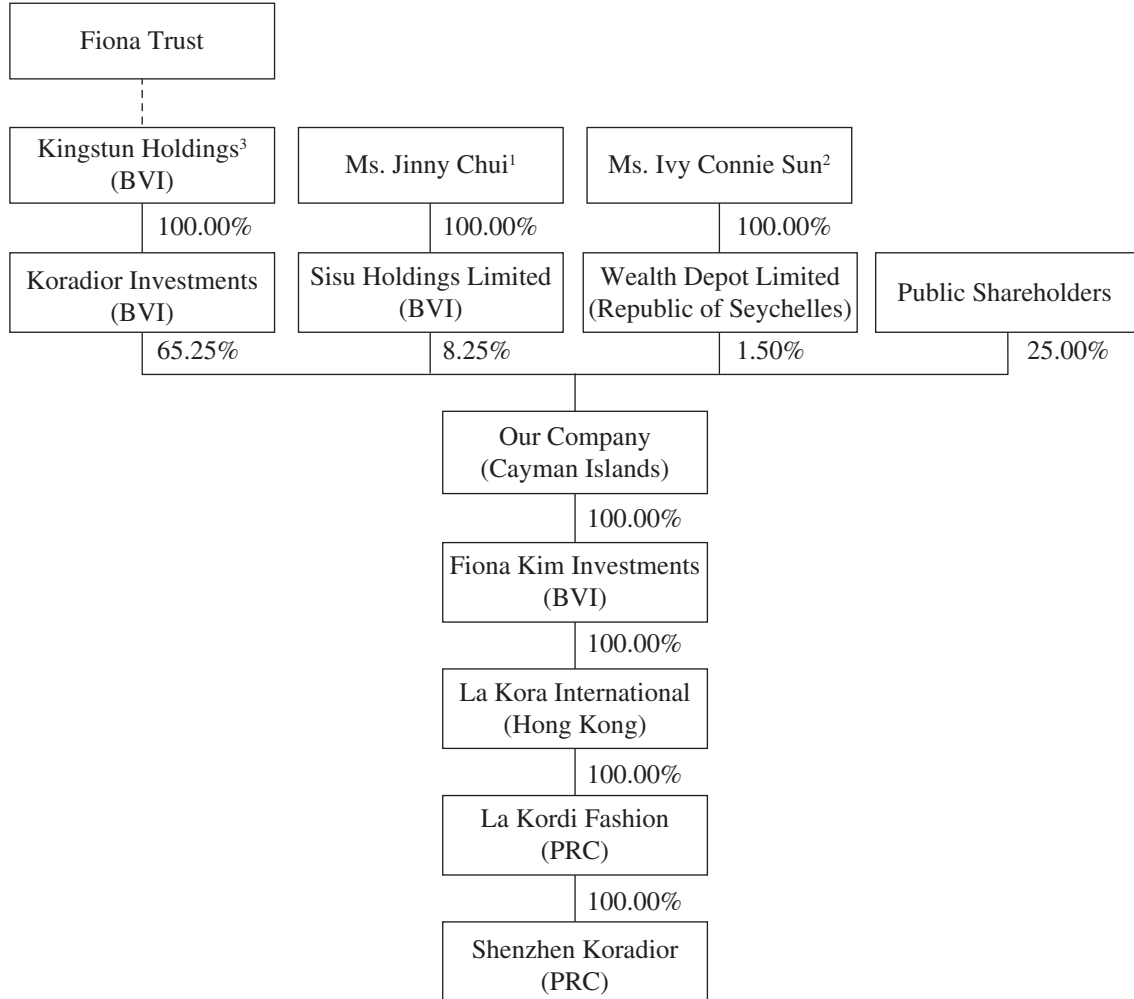 Fiona Trust
Kingstun Holdings³
(BVI)
Ms. Jinny Chui¹
Ms. Ivy Connie Sun²
100.00%
100.00%
100.00%
Koradior Investments
(BVI)
Sisu Holdings Limited
(BVI)
Wealth Depot Limited
(Republic of Seychelles)
Public Shareholders
65.25%
8.25%
1.50%
25.00%
Our Company
(Cayman Islands)
100.00%
Fiona Kim Investments
(BVI)
100.00%
La Kora International
(Hong Kong)
100.00%
La Kordi Fashion
(PRC)
100.00%
Shenzhen Koradior
(PRC)